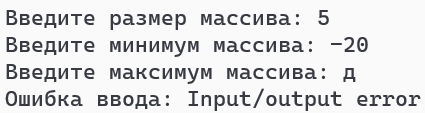 Введите размер массива: 5
Введите минимум массива: -20
Введите максимум массива: д
Ошибка ввода: Input/output error